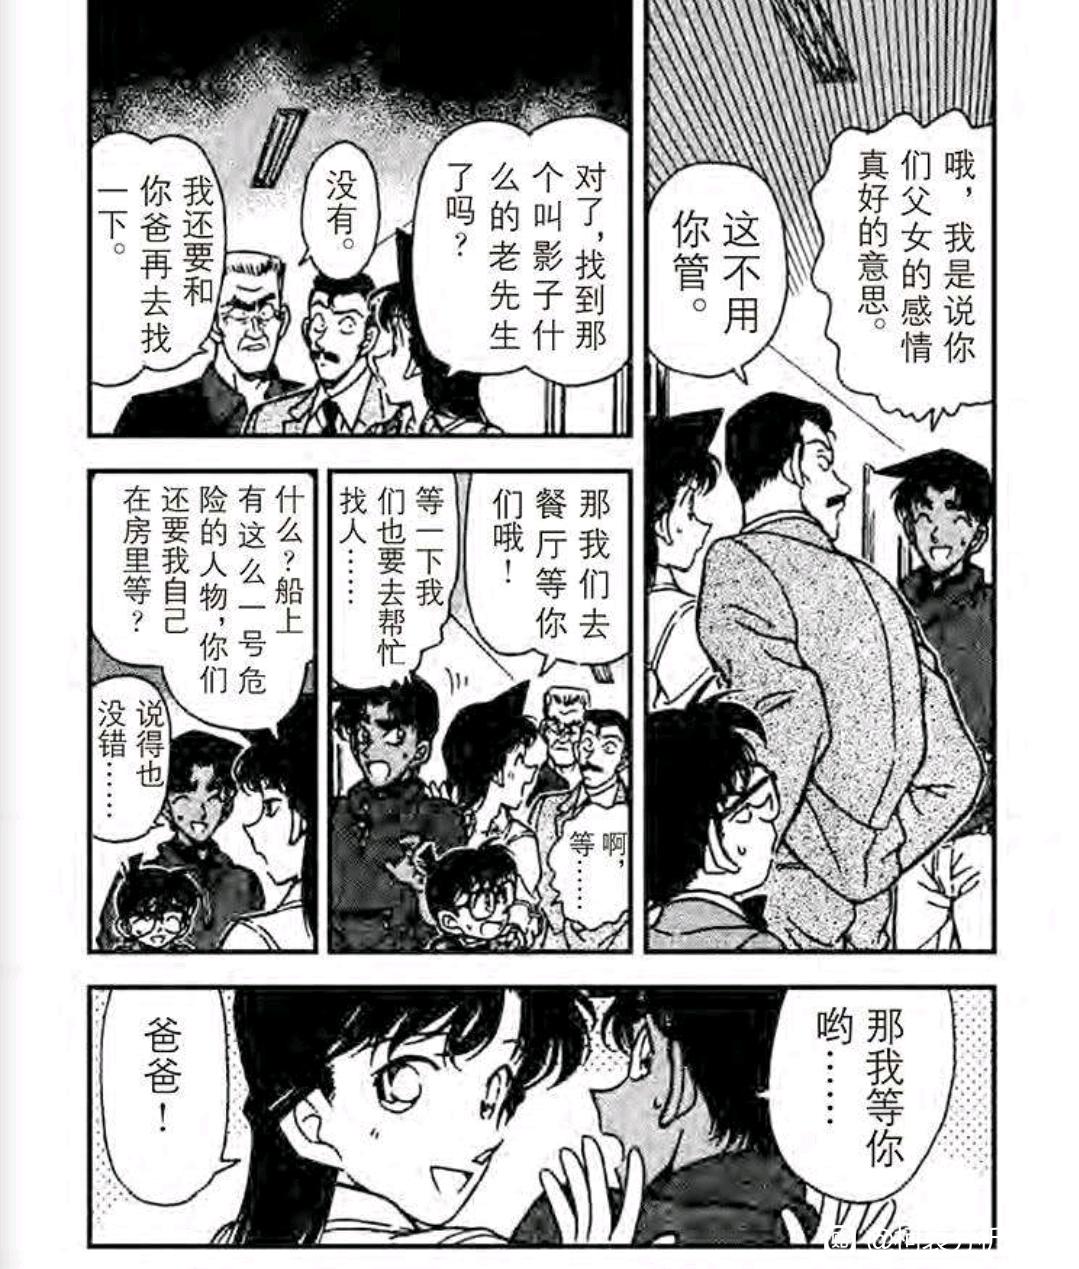 哦，我是说你
们父女的感情
真好的意思。
这不用
你管。
对了，找到那
个叫影子什
么的老先生
了吗？
没有。
我还要和
你爸再去找
一下。
那我们去
餐厅等你
们哦！
啊，
等……
等一下我
们也要去帮忙
找人……
什么？船上
有这么一号危
险的人物，你们
还要我自己
在房里等？
说得也
没错……
那我等你
哟……
爸爸！